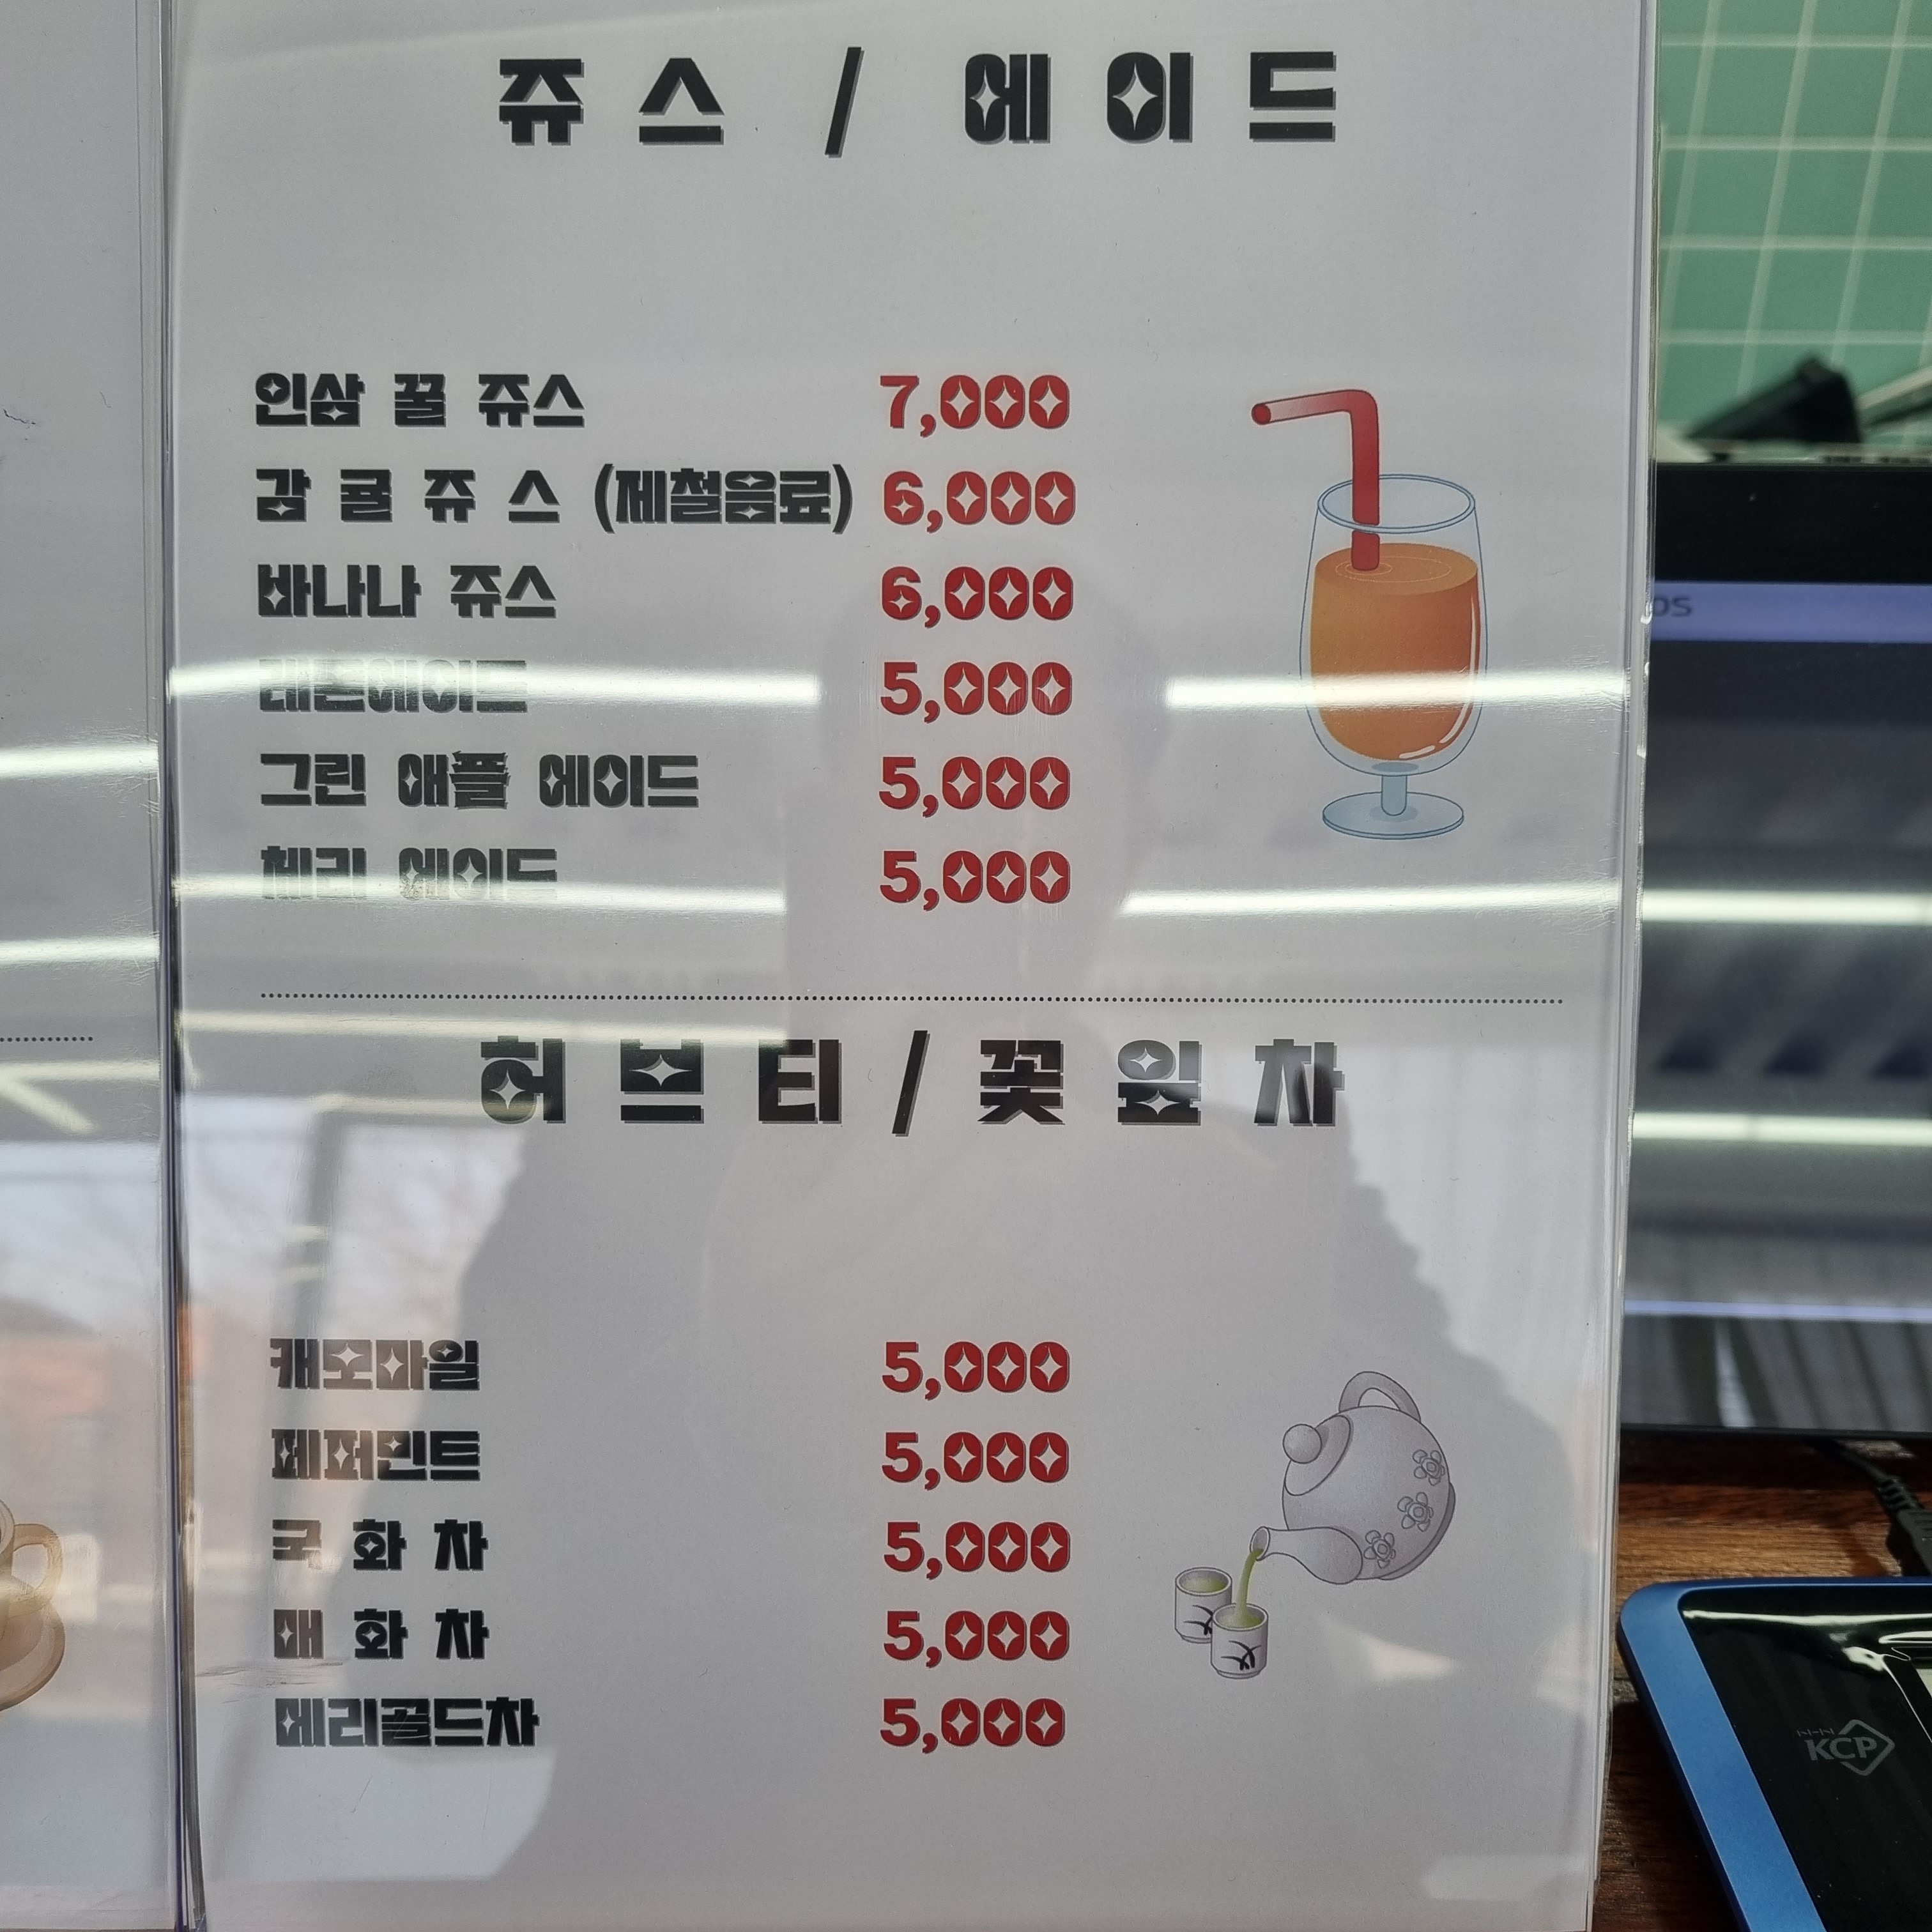 쥬스 / 에이드
인삼 꿀 쥬스 7,000
감 귤 쥬 스 (제철음료) 6,000
바나나 쥬스 6,000
레몬에이드 5,000
그린 애플 에이드 5,000
체리 에이드 5,000
허브티/꽃잎차
캐모마일 5,000
페퍼민트 5,000
국 화 차 5,000
매 화 차 5,000
메리골드차 5,000
KCP